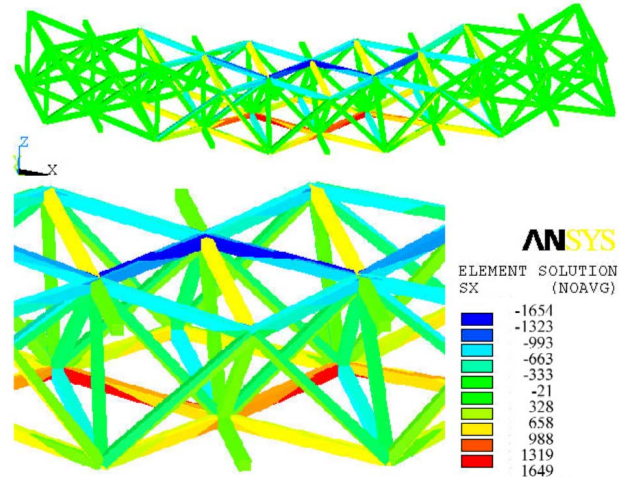 Z
X
ANSYS
ELEMENT SOLUTION
SX (NOAVG)
-1654
-1323
-993
-663
-333
-21
328
658
988
1319
1649